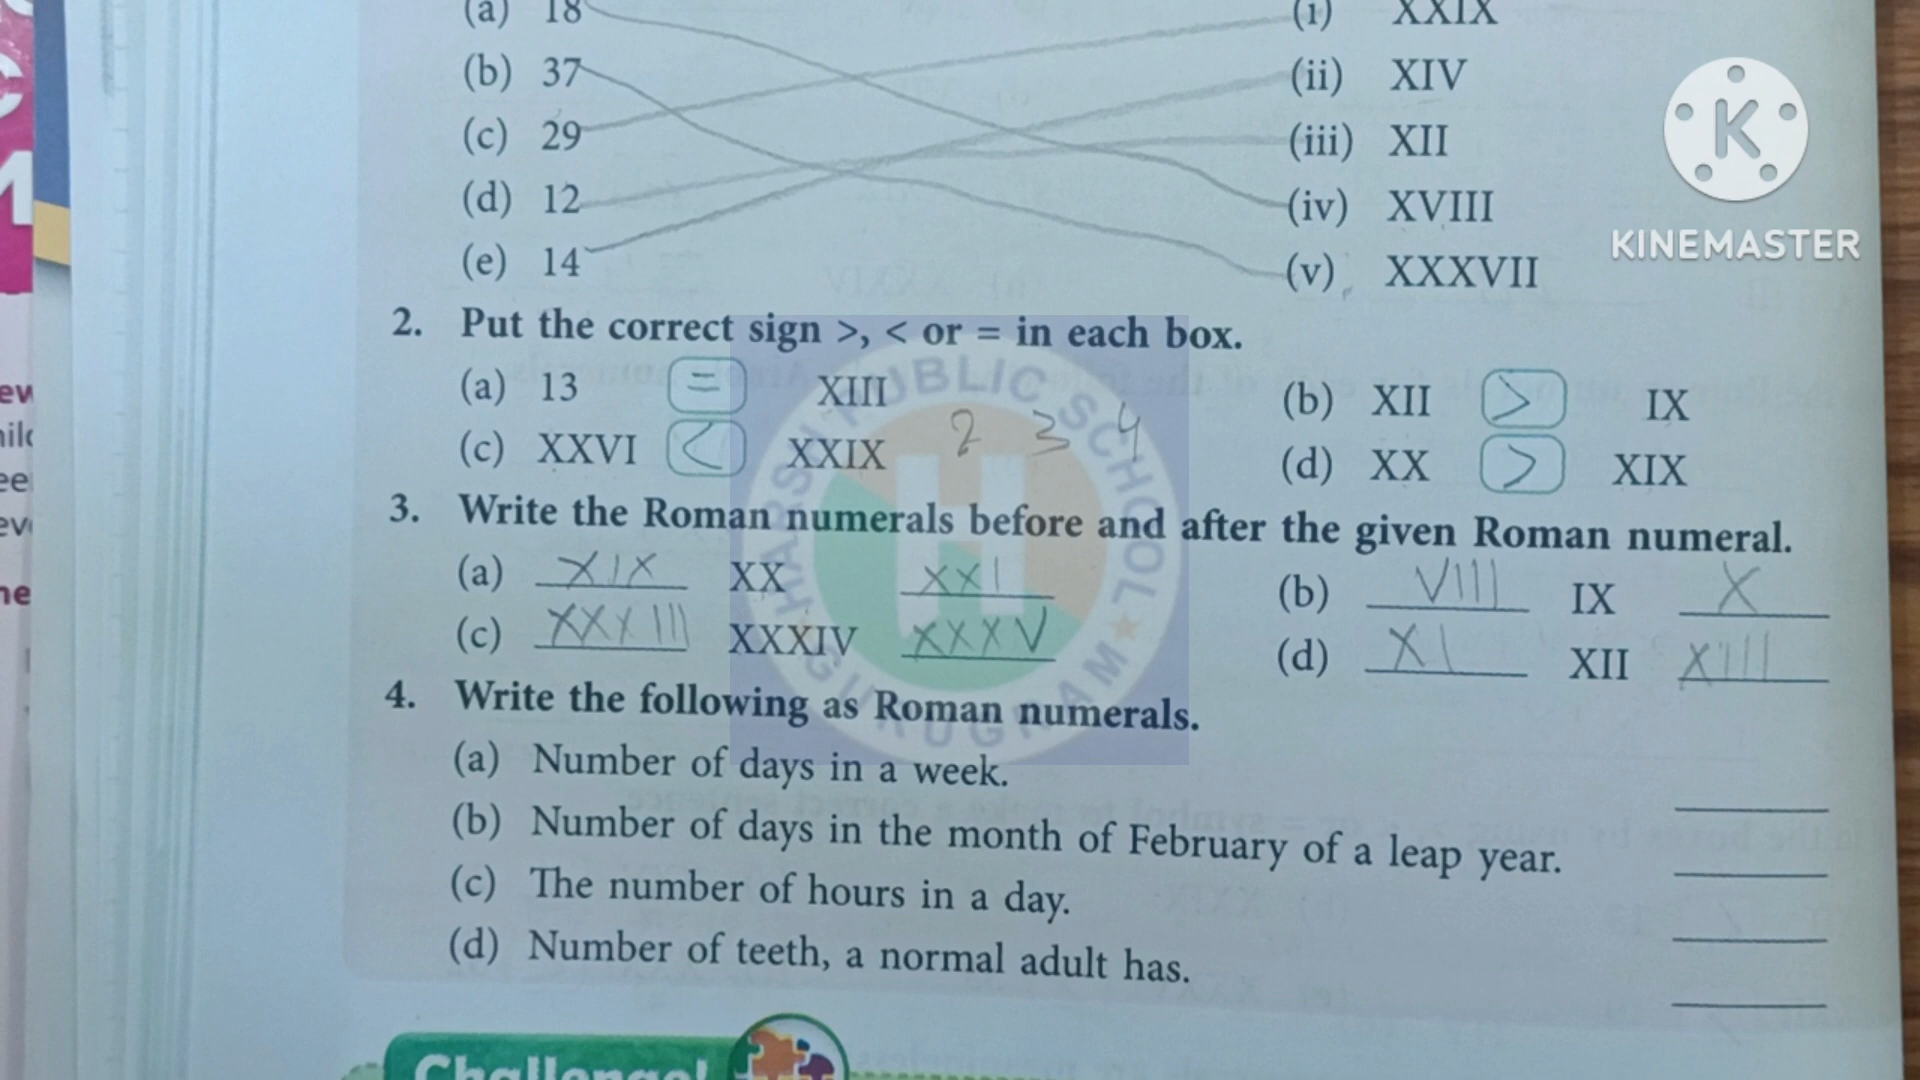 (a) 18 (i) XXIX
(b) 37 (ii) XIV
(c) 29 (iii) XII
(d) 12 (iv) XVIII
(e) 14 (v) XXXVII
KINEMASTER
2. Put the correct sign >, < or = in each box.
(a) 13 = XIII (b) XII > IX
(c) XXVI < XXIX 2 3 4 (d) XX > XIX
3. Write the Roman numerals before and after the given Roman numeral.
(a) XIX XX XXI (b) VIII IX X
(c) XXXIII XXXIV XXXV (d) XI XII XIII
4. Write the following as Roman numerals.
(a) Number of days in a week.
(b) Number of days in the month of February of a leap year.
(c) The number of hours in a day.
(d) Number of teeth, a normal adult has.
Challenge!
PUBLIC SCHOOL
GURUGRAM
H
K